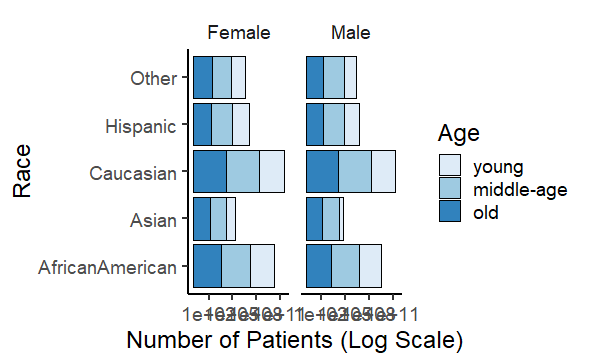 Female Male
Other
Hispanic
Caucasian
Asian
AfricanAmerican
Race
Age
young
middle-age
old
Number of Patients (Log Scale)